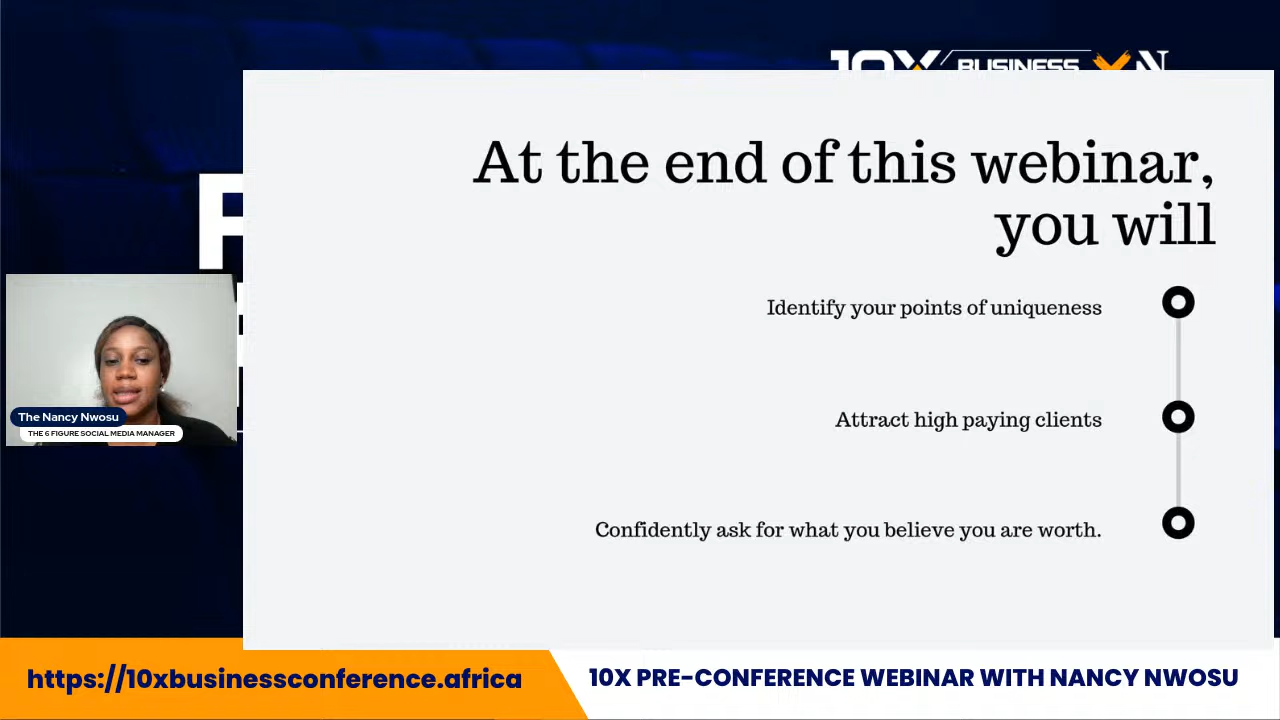 10X BUSINESS
At the end of this webinar,
you will
Identify your points of uniqueness
Attract high paying clients
Confidently ask for what you believe you are worth.
The Nancy Nwosu
THE 6 FIGURE SOCIAL MEDIA MANAGER
https://10xbusinessconference.africa
10X PRE-CONFERENCE WEBINAR WITH NANCY NWOSU